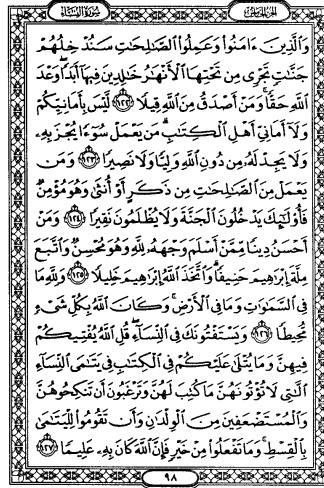 الجزء الخامس
سورة النساء
وَالَّذِينَ ءَامَنُوا۟ وَعَمِلُوا۟ الصَّـٰلِحَـٰتِ سَنُدْخِلُهُمْ
جَنَّـٰتٍ تَجْرِى مِن تَحْتِهَا الْأَنْهَـٰرُ خَـٰلِدِينَ فِيهَآ أَبَدًا وَعْدَ
اللَّهِ حَقًّا وَمَنْ أَصْدَقُ مِنَ اللَّهِ قِيلًا ١٢٢ لَّيْسَ بِأَمَانِيِّكُمْ
وَلَآ أَمَانِىِّ أَهْلِ الْكِتَـٰبِ مَن يَعْمَلْ سُوٓءًا يُجْزَ بِهِۦ
وَلَا يَجِدْ لَهُۥ مِن دُونِ اللَّهِ وَلِيًّا وَلَا نَصِيرًا ١٢٣ وَمَن
يَعْمَلْ مِنَ الصَّـٰلِحَـٰتِ مِن ذَكَرٍ أَوْ أُنثَىٰ وَهُوَ مُؤْمِنٌ
فَأُو۟لَـٰٓئِكَ يَدْخُلُونَ الْجَنَّةَ وَلَا يُظْلَمُونَ نَقِيرًا ١٢٤ وَمَنْ
أَحْسَنُ دِينًا مِّمَّنْ أَسْلَمَ وَجْهَهُۥ لِلَّهِ وَهُوَ مُحْسِنٌ وَاتَّبَعَ
مِلَّةَ إِبْرَٰهِيمَ حَنِيفًا وَاتَّخَذَ اللَّهُ إِبْرَٰهِيمَ خَلِيلًا ١٢٥ وَلِلَّهِ مَا
فِى السَّمَـٰوَٰتِ وَمَا فِى الْأَرْضِ وَكَانَ اللَّهُ بِكُلِّ شَىْءٍ
مُّحِيطًا ١٢٦ وَيَسْتَفْتُونَكَ فِى النِّسَآءِ قُلِ اللَّهُ يُفْتِيكُمْ
فِيهِنَّ وَمَا يُتْلَىٰ عَلَيْكُمْ فِى الْكِتَـٰبِ فِى يَتَـٰمَى النِّسَآءِ
الَّـٰتِى لَا تُؤْتُونَهُنَّ مَا كُتِبَ لَهُنَّ وَتَرْغَبُونَ أَن تَنكِحُوهُنَّ
وَالْمُسْتَضْعَفِينَ مِنَ الْوِلْدَٰنِ وَأَن تَقُومُوا۟ لِلْيَتَـٰمَىٰ
بِالْقِسْطِ وَمَا تَفْعَلُوا۟ مِنْ خَيْرٍ فَإِنَّ اللَّهَ كَانَ بِهِۦ عَلِيمًا ١٢٧
٩٨